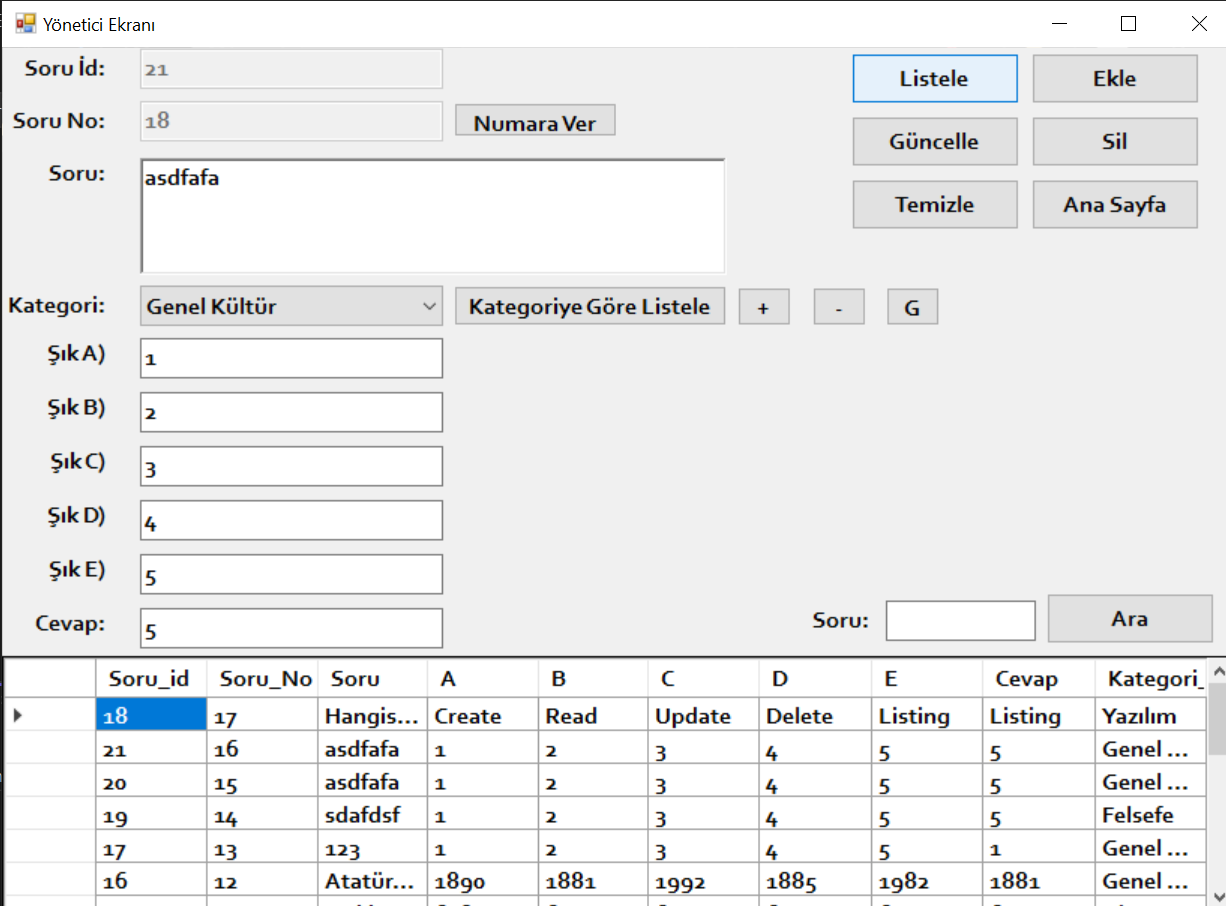 Yönetici Ekranı
Soru İd: 21
Listele Ekle
Soru No: 18 Numara Ver
Güncelle Sil
Soru: asdfafa
Temizle Ana Sayfa
Kategori: Genel Kültür Kategoriye Göre Listele + - G
Şık A) 1
Şık B) 2
Şık C) 3
Şık D) 4
Şık E) 5
Cevap: 5
Soru: Ara
Soru_id Soru_No Soru A B C D E Cevap Kategori_
18 17 Hangis... Create Read Update Delete Listing Listing Yazılım
21 16 asdfafa 1 2 3 4 5 5 Genel ...
20 15 asdfafa 1 2 3 4 5 5 Genel ...
19 14 sdafdsf 1 2 3 4 5 5 Felsefe
17 13 123 1 2 3 4 5 1 Genel ...
16 12 Atatür... 1890 1881 1992 1885 1982 1881 Genel ...